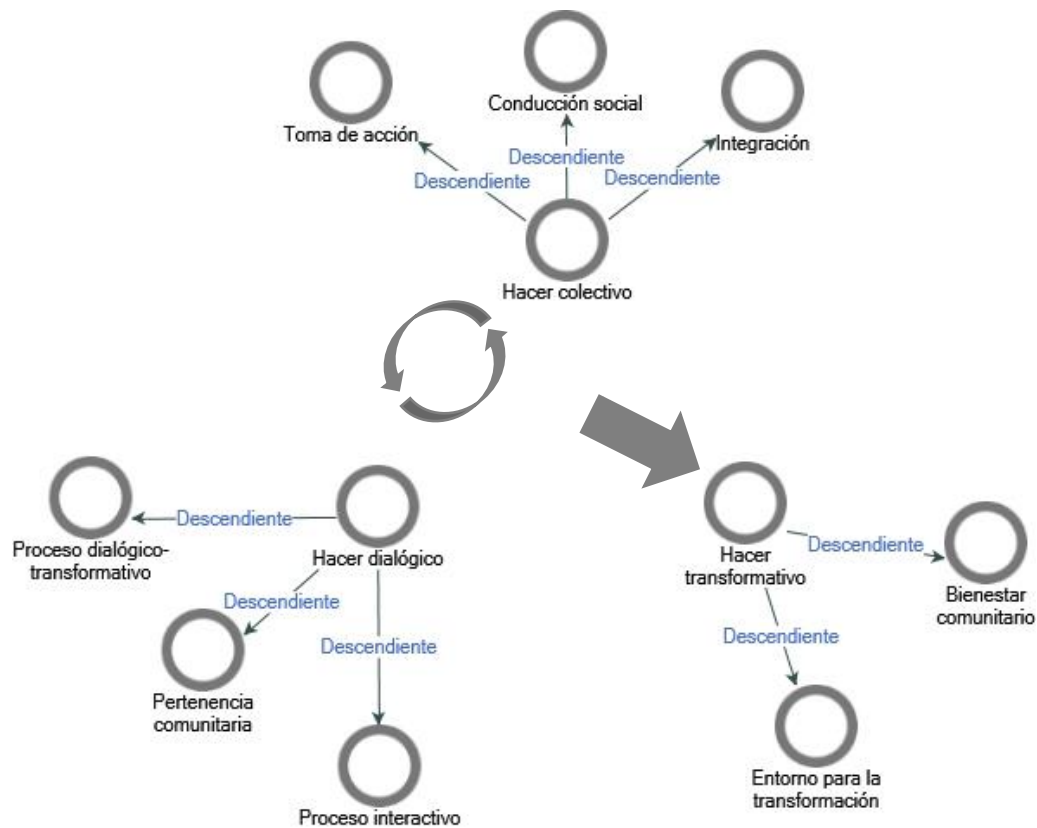 Conducción social
Toma de acción
Integración
Descendiente
Descendiente
Descendiente
Hacer colectivo
Proceso dialógico-
transformativo
Descendiente
Hacer dialógico
Descendiente
Pertenencia
comunitaria
Descendiente
Proceso interactivo
Hacer
transformativo
Descendiente
Bienestar
comunitario
Descendiente
Entorno para la
transformación